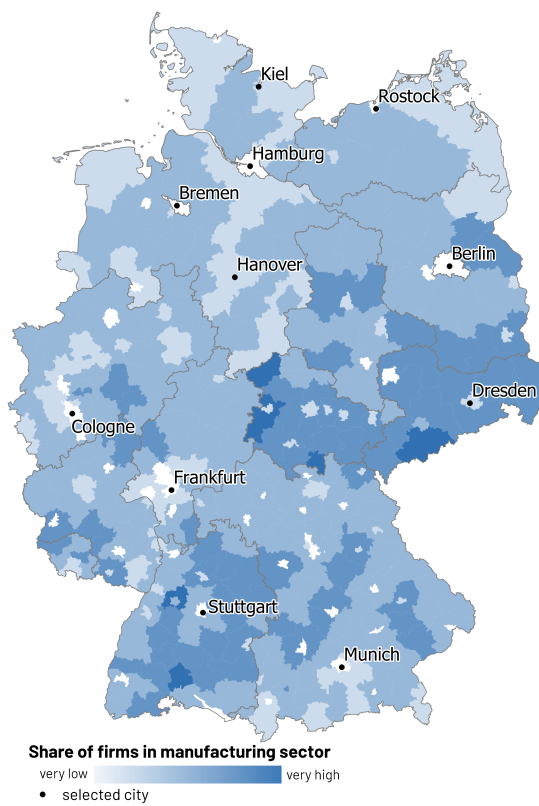 Kiel
Rostock
Hamburg
Bremen
Berlin
Hanover
Dresden
Cologne
Frankfurt
Stuttgart
Munich
Share of firms in manufacturing sector
very low very high
selected city